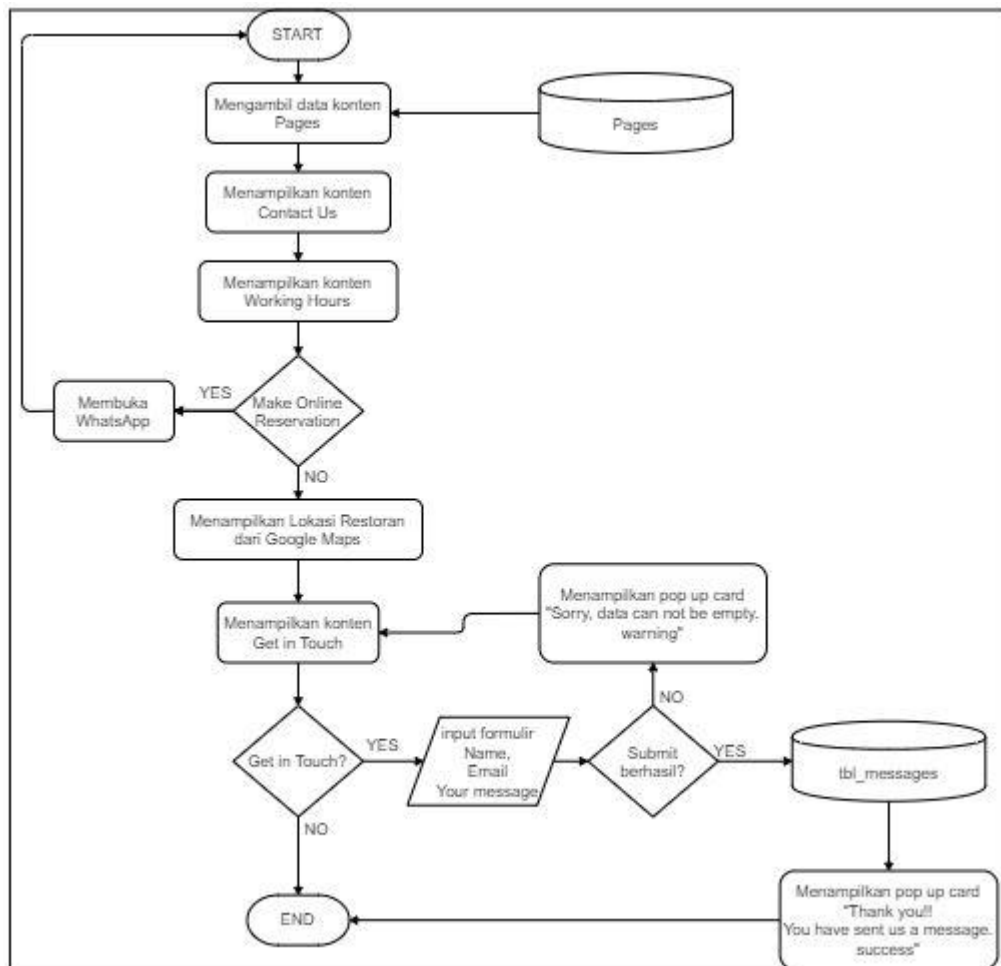 START
Mengambil data konten
Pages
Pages
Menampilkan konten
Contact Us
Menampilkan konten
Working Hours
Make Online
Reservation
YES
Membuka
WhatsApp
NO
Menampilkan Lokasi Restoran
dari Google Maps
Menampilkan pop up card
"Sorry, data can not be empty.
warning"
Menampilkan konten
Get in Touch
NO
Get in Touch?
YES
input formulir
Name,
Email
Your message
Submit
berhasil?
YES
tbl_messages
NO
Menampilkan pop up card
"Thank you!!
You have sent us a message.
success"
END